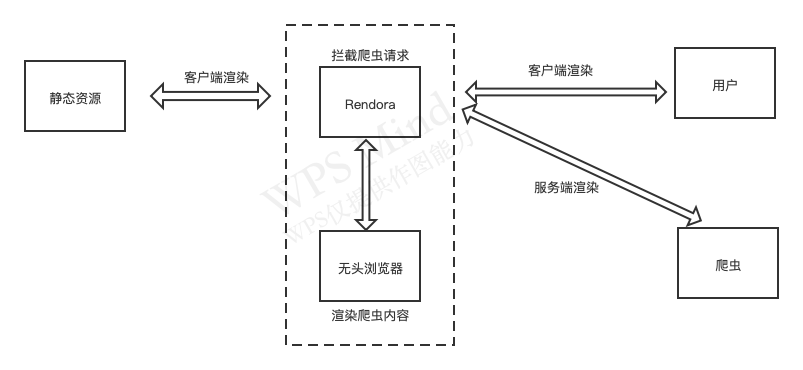 拦截爬虫请求
客户端渲染
客户端渲染
静态资源
Rendora
用户
WPS Mind
WPS仅提供作图能力
服务端渲染
无头浏览器
爬虫
渲染爬虫内容